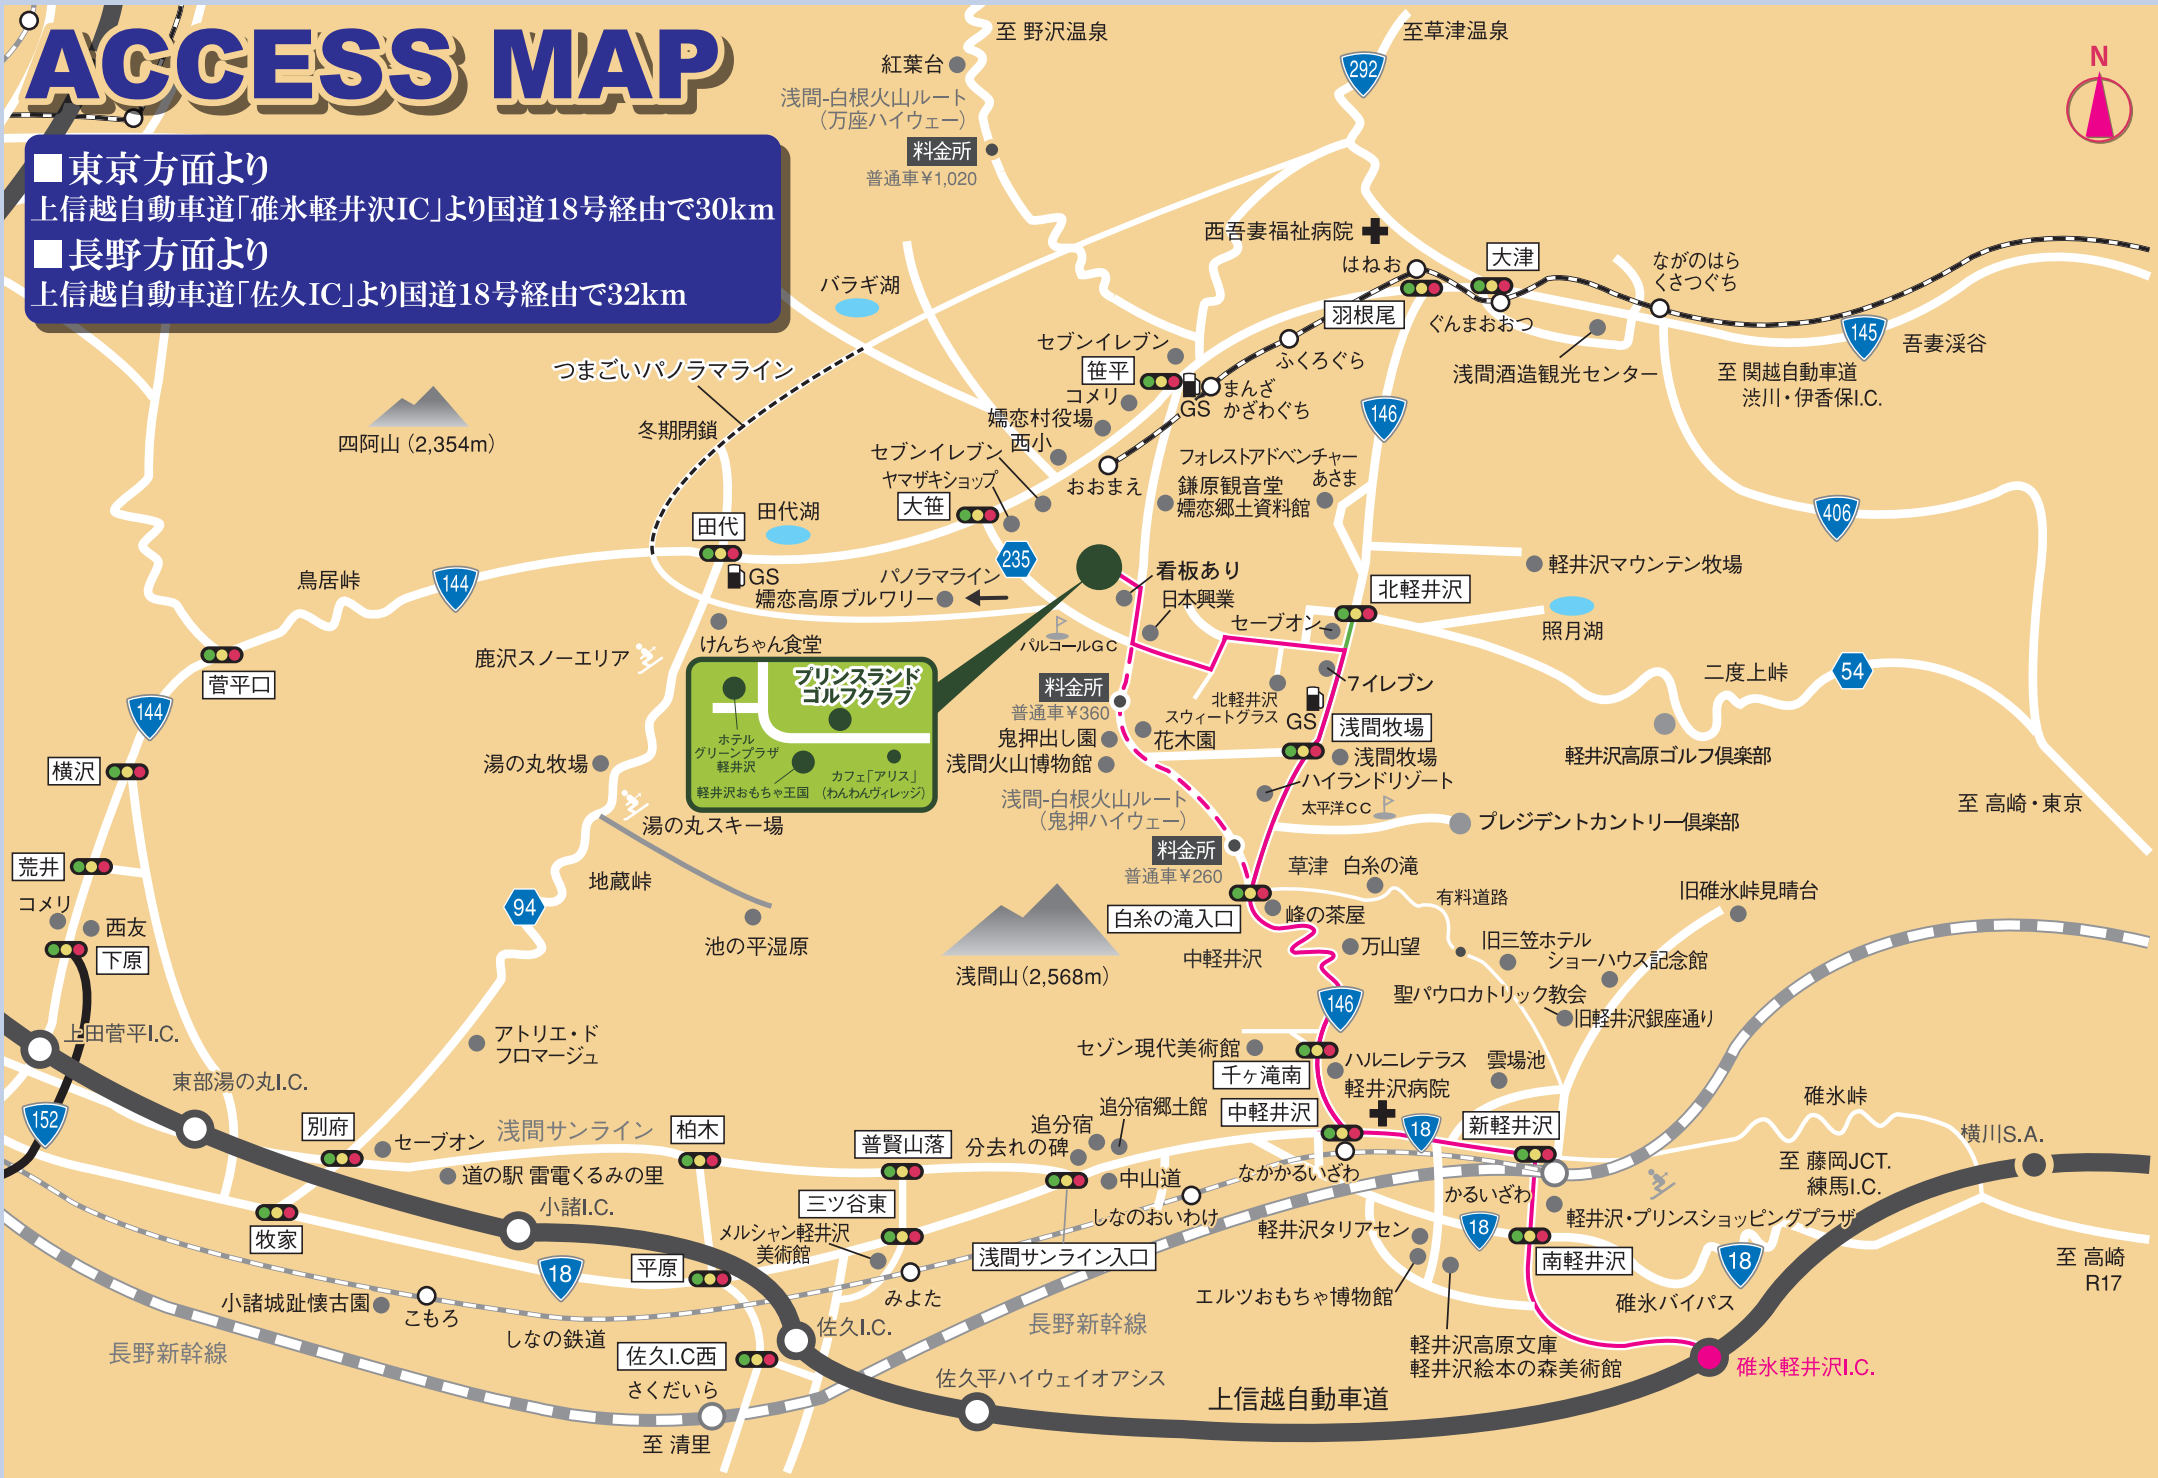 ACCESS MAP
■東京方面より
上信越自動車道「碓氷軽井沢IC」より国道18号経由で30km
■長野方面より
上信越自動車道「佐久IC」より国道18号経由で32km
至 野沢温泉
紅葉台
浅間-白根火山ルート
（万座ハイウェー）
料金所
普通車¥1,020
至草津温泉
292
N
西吾妻福祉病院
はねお
大津
ながのはら
くさつぐち
羽根尾
ぐんまおおつ
145
吾妻渓谷
浅間酒造観光センター
至 関越自動車道
渋川・伊香保I.C.
バラギ湖
セブンイレブン
笹平
コメリ
GS
まんざ
かざわぐち
ふくろぐら
つまごいパノラマライン
冬期閉鎖
四阿山（2,354m）
嬬恋村役場
西小
セブンイレブン
ヤマザキショップ
大笹
おおまえ
146
フォレストアドベンチャー
あさま
鎌原観音堂
嬬恋郷土資料館
406
田代
田代湖
GS
235
鳥居峠
144
パノラマライン
嬬恋高原ブルワリー
看板あり
日本興業
軽井沢マウンテン牧場
北軽井沢
照月湖
セーブオン
けんちゃん食堂
パルコールGC
鹿沢スノーエリア
菅平口
144
二度上峠
54
プリンスランド
ゴルフクラブ
ホテル
グリーンプラザ
軽井沢
軽井沢おもちゃ王国
カフェ「アリス」
（わんわんヴィレッジ）
料金所
普通車¥360
7イレブン
北軽井沢
スウィートグラス
GS
浅間牧場
鬼押出し園
花木園
浅間火山博物館
浅間牧場
ハイランドリゾート
太平洋CC
軽井沢高原ゴルフ倶楽部
至 高崎・東京
横沢
湯の丸牧場
湯の丸スキー場
浅間-白根火山ルート
（鬼押ハイウェー）
プレジデントカントリー倶楽部
料金所
普通車¥260
荒井
コメリ
西友
下原
地蔵峠
94
池の平湿原
浅間山（2,568m）
草津
白糸の滝
有料道路
旧碓氷峠見晴台
白糸の滝入口
峰の茶屋
中軽井沢
万山望
旧三笠ホテル
ショーハウス記念館
聖パウロカトリック教会
旧軽井沢銀座通り
146
上田菅平I.C.
アトリエ・ド
フロマージュ
セゾン現代美術館
千ヶ滝南
ハルニレテラス
軽井沢病院
雲場池
東部湯の丸I.C.
152
別府
セーブオン
浅間サンライン
柏木
道の駅 雷電くるみの里
普賢山落
追分宿
追分宿郷土館
分去れの碑
中軽井沢
18
新軽井沢
碓氷峠
横川S.A.
至 藤岡JCT.
練馬I.C.
中山道
なかかるいざわ
しなのおいわけ
かるいざわ
軽井沢・プリンスショッピングプラザ
小諸I.C.
牧家
三ツ谷東
メルシャン軽井沢
美術館
浅間サンライン入口
軽井沢タリアセン
18
南軽井沢
18
碓氷バイパス
至 高崎
R17
平原
18
みよた
エルツおもちゃ博物館
小諸城趾懐古園
こもろ
しなの鉄道
長野新幹線
佐久I.C.
長野新幹線
軽井沢高原文庫
軽井沢絵本の森美術館
碓氷軽井沢I.C.
佐久I.C西
さくだいら
佐久平ハイウェイオアシス
上信越自動車道
至 清里